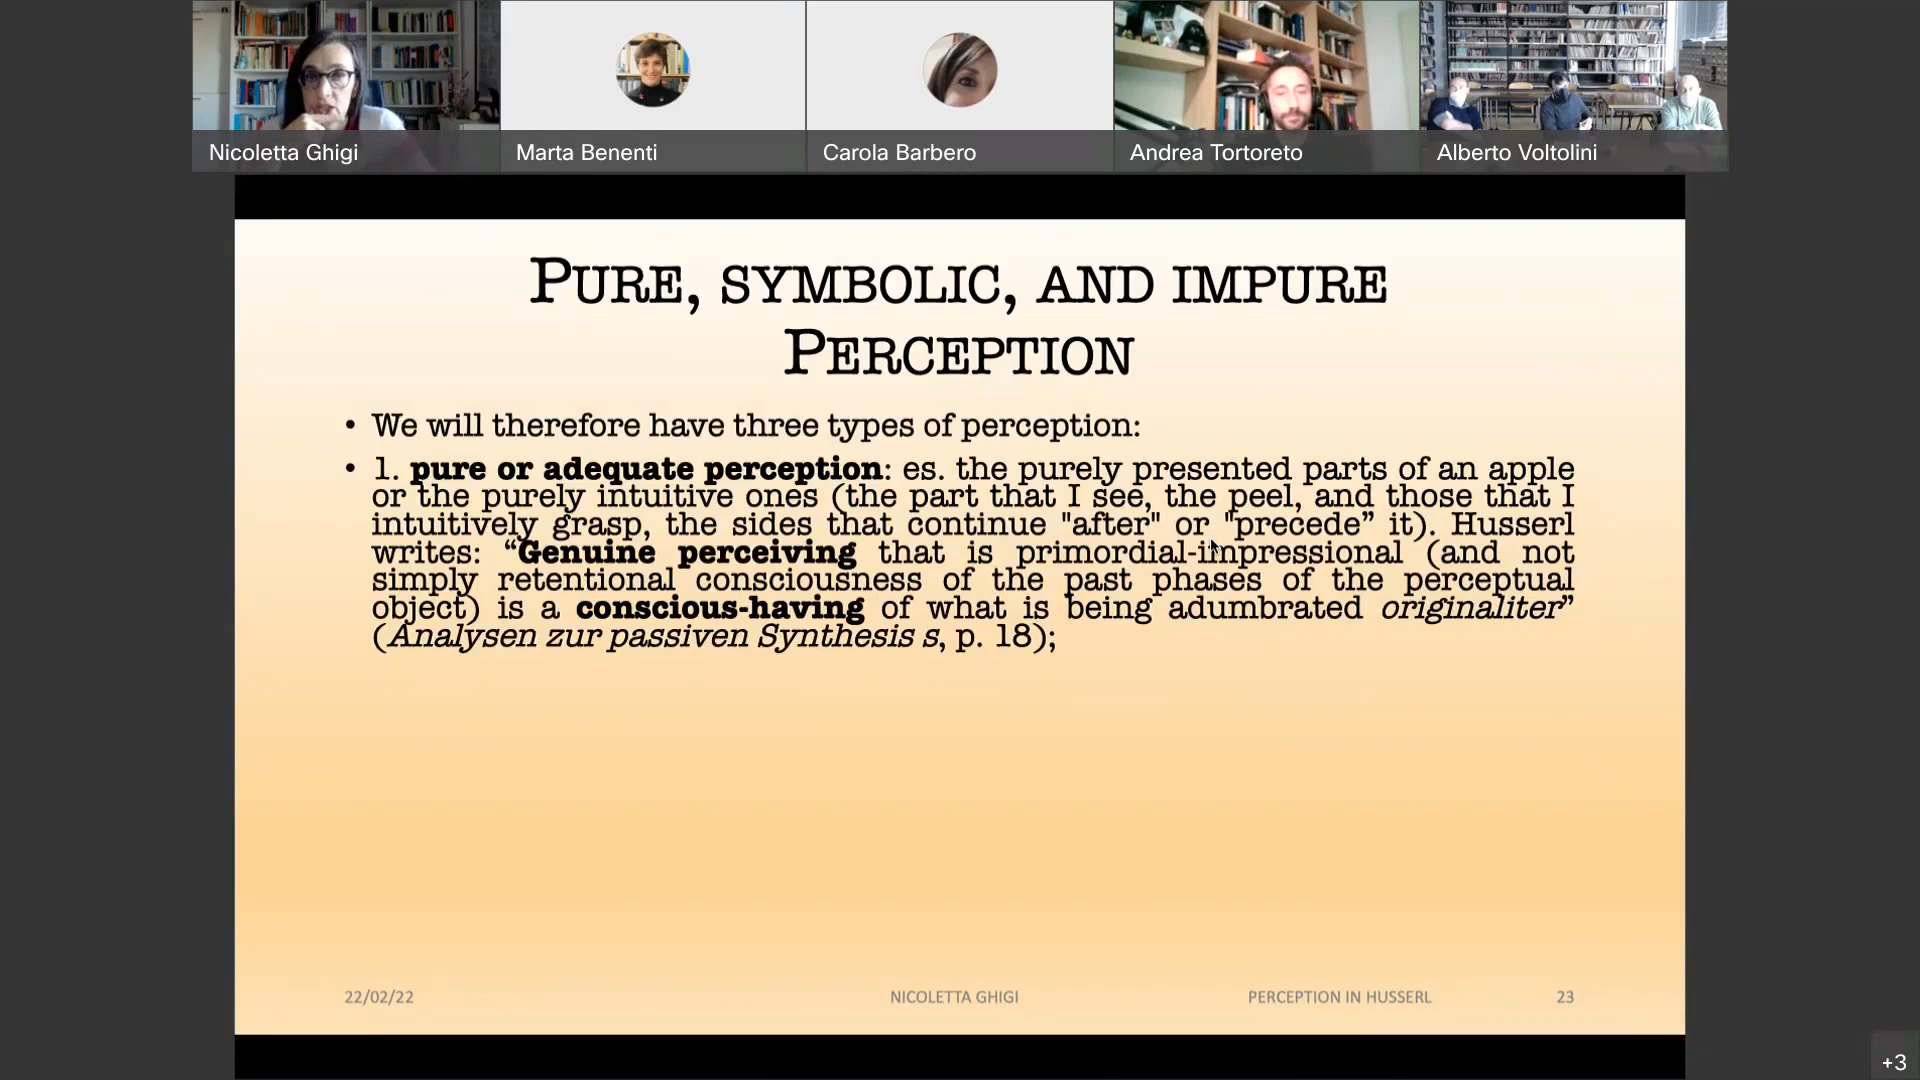 Nicoletta Ghigi
Marta Benenti
Carola Barbero
Andrea Tortoreto
Alberto Voltolini
PURE, SYMBOLIC, AND IMPURE
PERCEPTION
• We will therefore have three types of perception:
• 1. pure or adequate perception: es. the purely presented parts of an apple
or the purely intuitive ones (the part that I see, the peel, and those that I
intuitively grasp, the sides that continue "after" or "precede” it). Husserl
writes: “Genuine perceiving that is primordial-impressional (and not
simply retentional consciousness of the past phases of the perceptual
object) is a conscious-having of what is being adumbrated originaliter”
(Analysen zur passiven Synthesis s, p. 18);
22/02/22
NICOLETTA GHIGI
PERCEPTION IN HUSSERL
23
+3